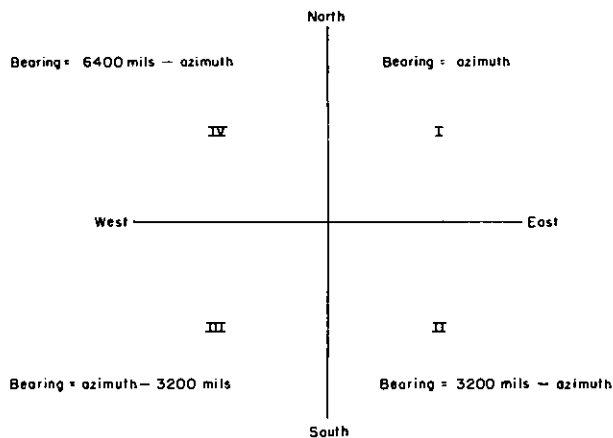 North
Bearing = 6400 mils – azimuth
Bearing = azimuth
IV
I
West
East
III
II
Bearing = azimuth – 3200 mils
Bearing = 3200 mils – azimuth
South